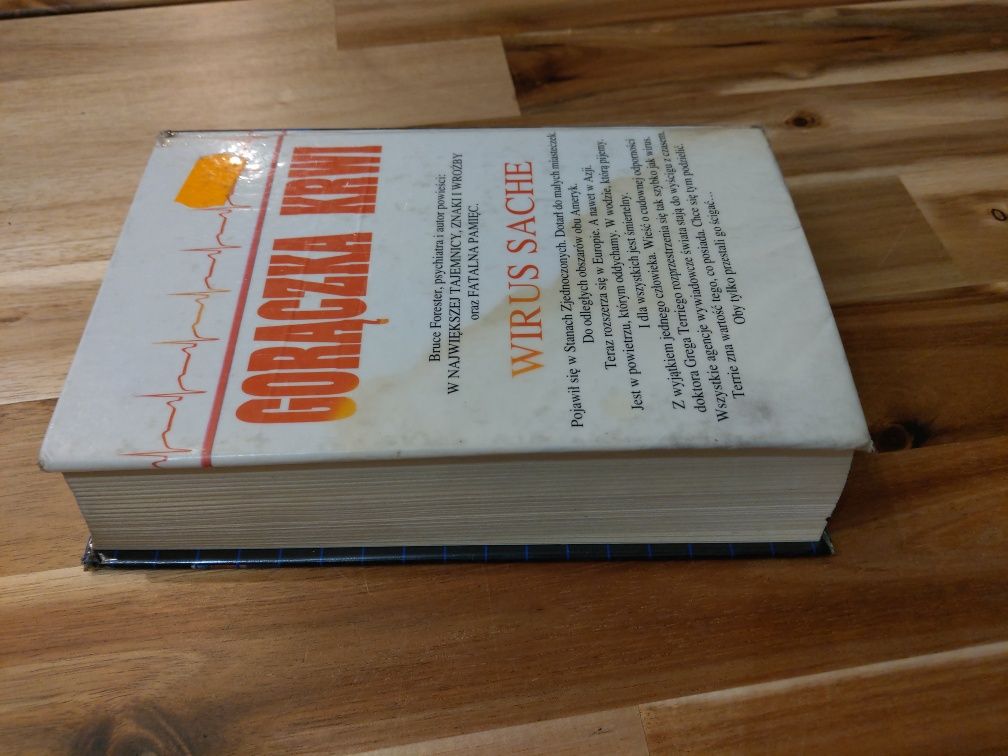 GORĄCZKA KRWI
Bruce Forester, psychiatra i autor powieści:
W NAJWIĘKSZEJ TAJEMNICY, ZNAKI I WROŻBY
oraz FATALNA PAMIĘĆ.
WIRUS SACHE
Pojawił się w Stanach Zjednoczonych. Dotarł do małych miasteczek.
Do odległych obszarów obu Ameryk.
Teraz rozszerza się w Europie. A nawet w Azji.
Jest w powietrzu, którym oddychamy. W wodzie, którą pijemy.
I dla wszystkich jest śmiertelny.
Z wyjątkiem jednego człowieka. Wieść o cudownej odporności
doktora Grega Terriego rozprzestrzenia się tak szybko jak wirus.
Wszystkie agencje wywiadowcze świata stają do wyścigu z czasem.
Terrie zna wartość tego, co posiada. Chce się tym podzielić.
Oby tylko przestali go ścigać...